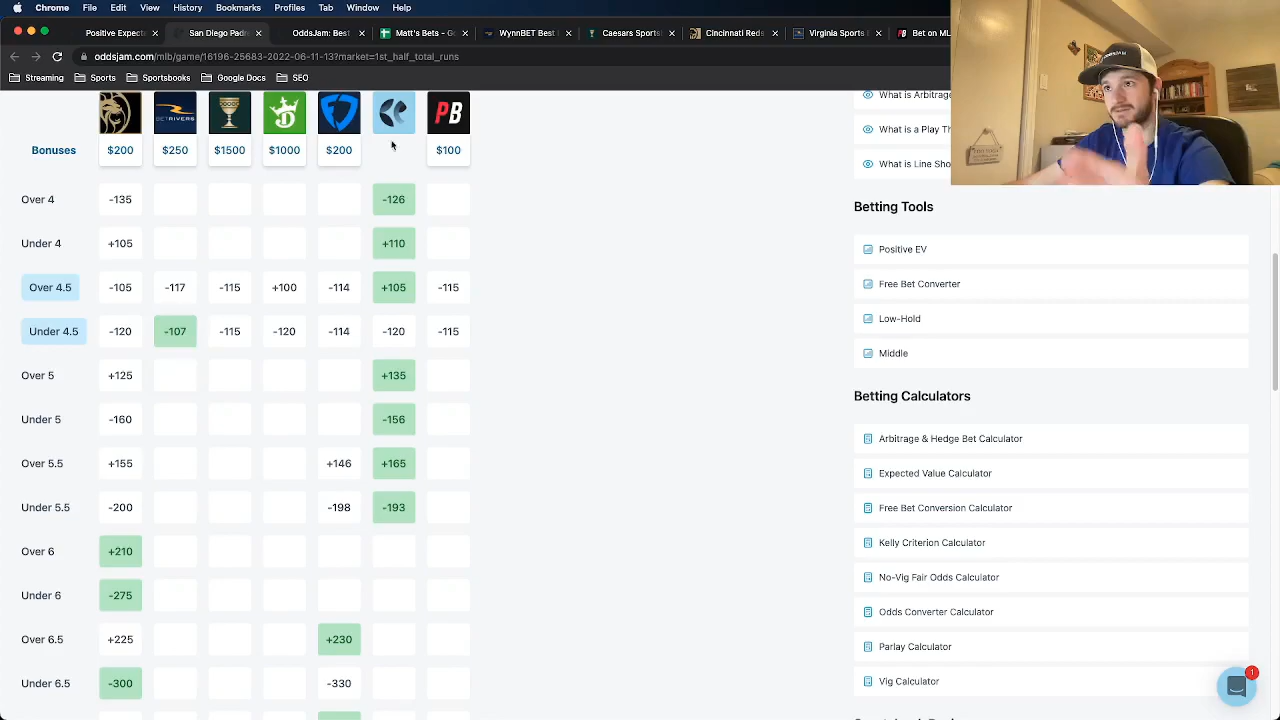 Chrome File Edit View History Bookmarks Profiles Tab Window Help
Positive Expecta San Diego Padre OddsJam: Best Matt's Bets - Go WynnBET Best Caesars Sports Cincinnati Reds Virginia Sports Bet on ML
oddsjam.com/mlb/game/16196-25683-2022-06-11-13?market=1st_half_total_runs
Streaming Sports Sportsbooks Google Docs SEO
BETRIVERS PB
Bonuses $200 $250 $1500 $1000 $200 $100
Over 4 -135 -126
Under 4 +105 +110
Over 4.5 -105 -117 -115 +100 -114 +105 -115
Under 4.5 -120 -107 -115 -120 -114 -120 -115
Over 5 +125 +135
Under 5 -160 -156
Over 5.5 +155 +146 +165
Under 5.5 -200 -198 -193
Over 6 +210
Under 6 -275
Over 6.5 +225 +230
Under 6.5 -300 -330
What is Arbitrag
What is a Play Th
What is Line Sho
Betting Tools
Positive EV
Free Bet Converter
Low-Hold
Middle
Betting Calculators
Arbitrage & Hedge Bet Calculator
Expected Value Calculator
Free Bet Conversion Calculator
Kelly Criterion Calculator
No-Vig Fair Odds Calculator
Odds Converter Calculator
Parlay Calculator
Vig Calculator
1